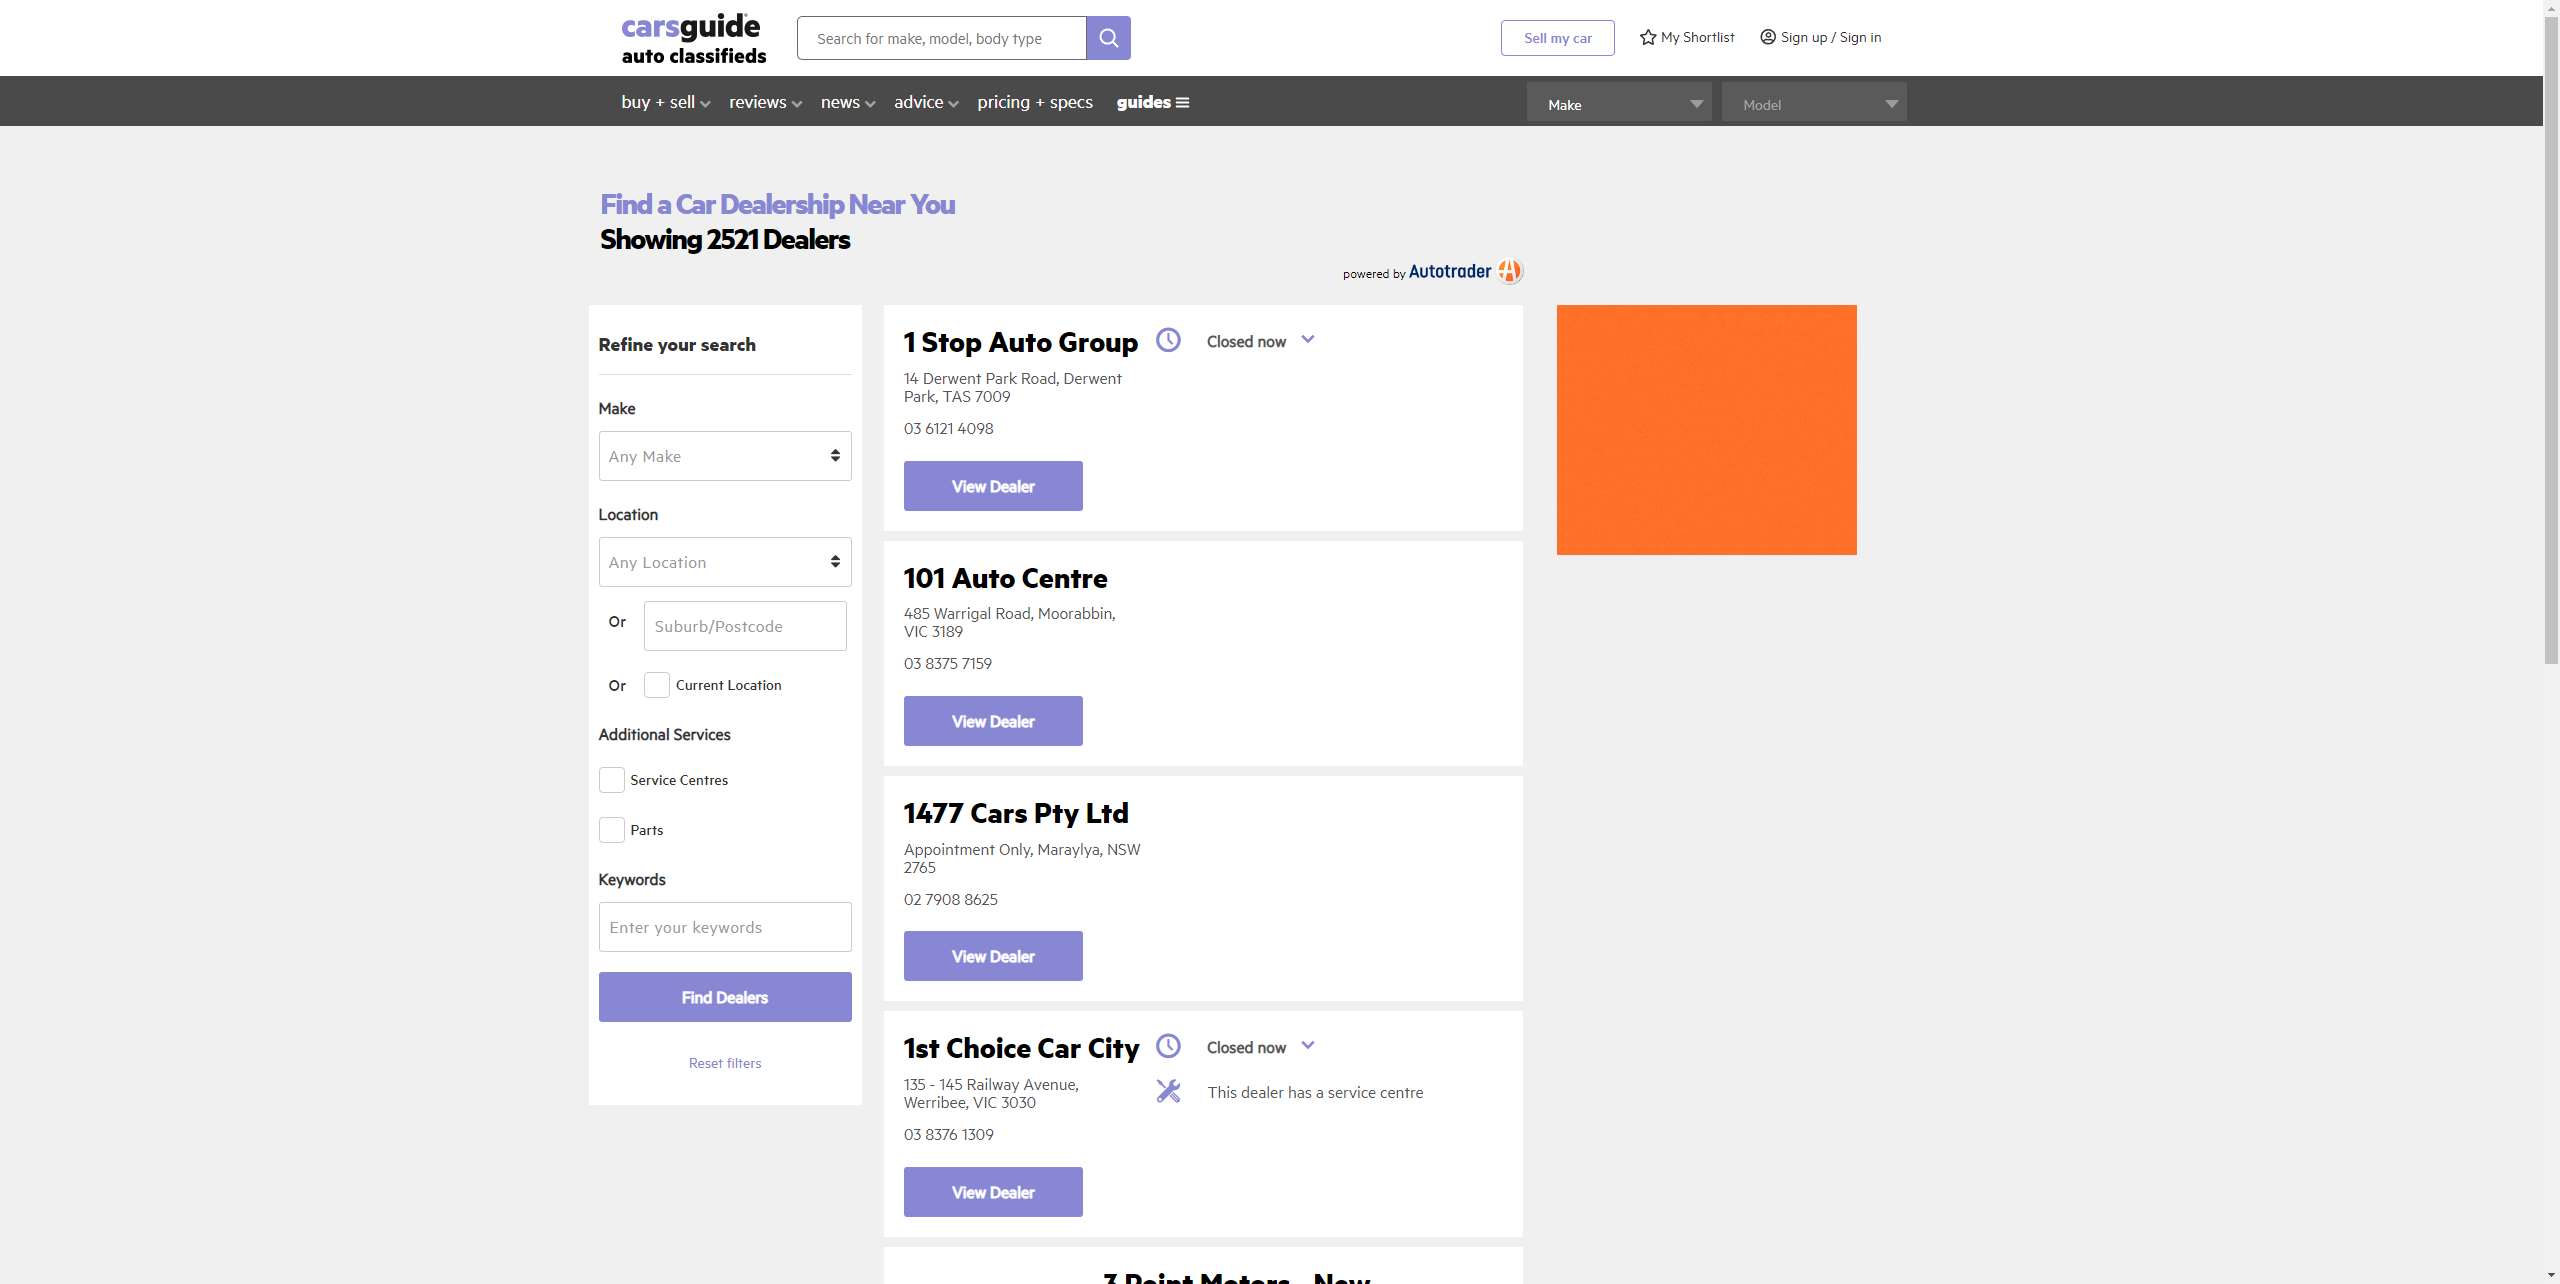 carsguide
auto classifieds
Search for make, model, body type
Sell my car
My Shortlist
Sign up / Sign in
buy + sell
reviews
news
advice
pricing + specs
guides
Make
Model
Find a Car Dealership Near You
Showing 2521 Dealers
powered by Autotrader
Refine your search
Make
Any Make
Location
Any Location
Or
Suburb/Postcode
Or
Current Location
Additional Services
Service Centres
Parts
Keywords
Enter your keywords
Find Dealers
Reset filters
1 Stop Auto Group
Closed now
14 Derwent Park Road, Derwent
Park, TAS 7009
03 6121 4098
View Dealer
101 Auto Centre
485 Warrigal Road, Moorabbin,
VIC 3189
03 8375 7159
View Dealer
1477 Cars Pty Ltd
Appointment Only, Maraylya, NSW
2765
02 7908 8625
View Dealer
1st Choice Car City
Closed now
135 - 145 Railway Avenue,
Werribee, VIC 3030
This dealer has a service centre
03 8376 1309
View Dealer
3 Point Motors - New